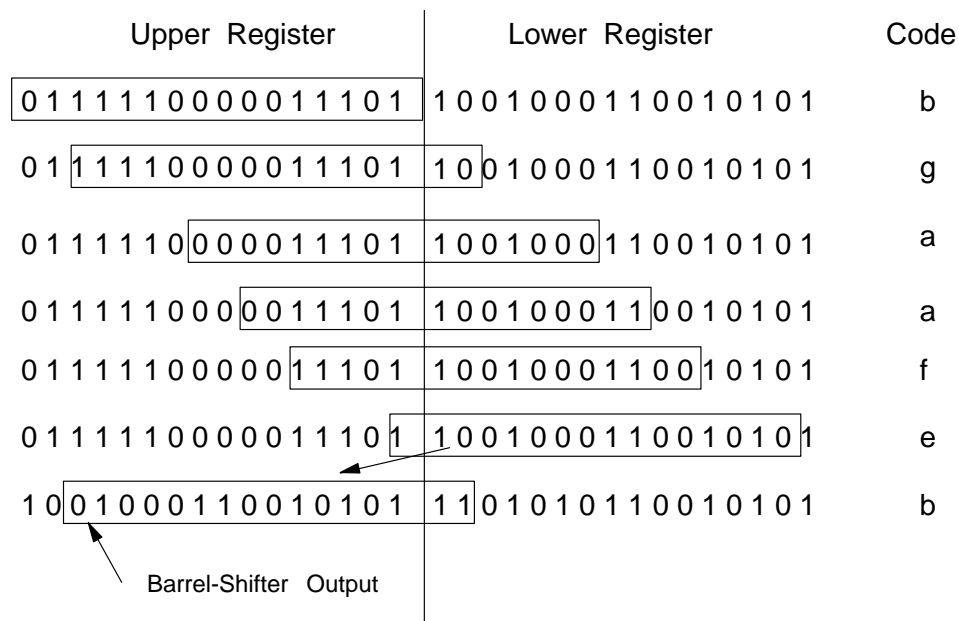 Upper Register Lower Register Code
0 1 1 1 1 1 0 0 0 0 0 1 1 1 0 1 1 0 0 1 0 0 0 1 1 0 0 1 0 1 0 1 b
0 1 1 1 1 1 0 0 0 0 0 1 1 1 0 1 1 0 0 1 0 0 0 1 1 0 0 1 0 1 0 1 g
0 1 1 1 1 1 0 0 0 0 0 1 1 1 0 1 1 0 0 1 0 0 0 1 1 0 0 1 0 1 0 1 a
0 1 1 1 1 1 0 0 0 0 0 1 1 1 0 1 1 0 0 1 0 0 0 1 1 0 0 1 0 1 0 1 a
0 1 1 1 1 1 0 0 0 0 0 1 1 1 0 1 1 0 0 1 0 0 0 1 1 0 0 1 0 1 0 1 f
0 1 1 1 1 1 0 0 0 0 0 1 1 1 0 1 1 0 0 1 0 0 0 1 1 0 0 1 0 1 0 1 e
1 0 0 1 0 0 0 1 1 0 0 1 0 1 0 1 1 1 0 1 0 1 0 1 1 0 0 1 0 1 0 1 b
Barrel-Shifter Output